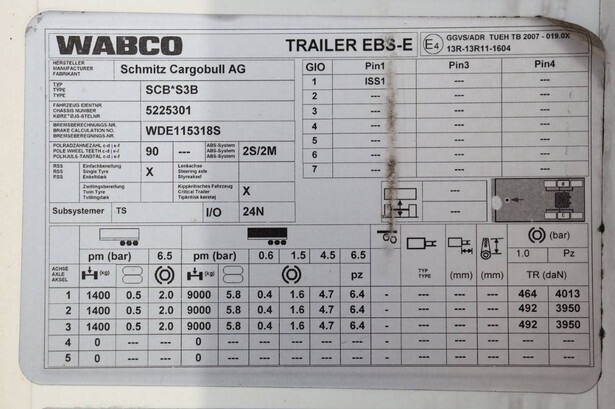 WABCO TRAILER EBS-E E4 GGVS/ADR TUEH TB 2007 - 019.0X
13R-13R11-1604
HERSTELLER
MANUFACTURER
FABRIKANT
Schmitz Cargobull AG
GIO Pin1 Pin3 Pin4
1 ISS1 --- ---
2 --- --- ---
3 --- --- ---
4 --- --- ---
5 --- --- ---
6 --- --- ---
7 --- --- ---
TYP
TYPE
TYPE
SCB*S3B
FAHRZEUG IDENTNR.
CHASSIS NUMBER
KØRETØJS-STELNR
5225301
BREMSBERECHNUNGS-NR.
BRAKE CALCULATION NO.
BREMSEBEREGNINGS-NR.
WDE115318S
POLRADZÄHNEZAHL c-d | e-f
POLE WHEEL TEETH c-d | e-f
POLHJULS-TANDTAL c-d | e-f
90 ---
ABS-System
ABS-System
ABS-System
2S/2M
RSS Einfachbereifung
RSS Single Tyre
FSS Enkeltdæk
X
Lenkachse
Steering axle
Styreaksel
---
Zwillingsbereifung
Twin Tyre
Tvillingdæk
---
Kippkritisches Fahrzeug
Critical Trailer
Tipkritisk køretøj
X
--- ---
Subsystemer TS I/O 24N
pm (bar) 6.5 pm (bar) 0.6 1.5 4.5 6.5
(bar)
1.0 Pz
ACHSE
AXLE
AKSEL
(kg) (kg) pz
TYP
TYPE
(mm) (mm) TR (daN)
1 1400 0.5 2.0 9000 5.8 0.4 1.6 4.7 6.4 - --- --- --- 464 4013
2 1400 0.5 2.0 9000 5.8 0.4 1.6 4.7 6.4 - --- --- --- 492 3950
3 1400 0.5 2.0 9000 5.8 0.4 1.6 4.7 6.4 - --- --- --- 492 3950
4 0 --- --- 0 --- --- --- --- --- - --- --- --- --- ---
5 0 --- --- 0 --- --- --- --- --- - --- --- --- --- ---